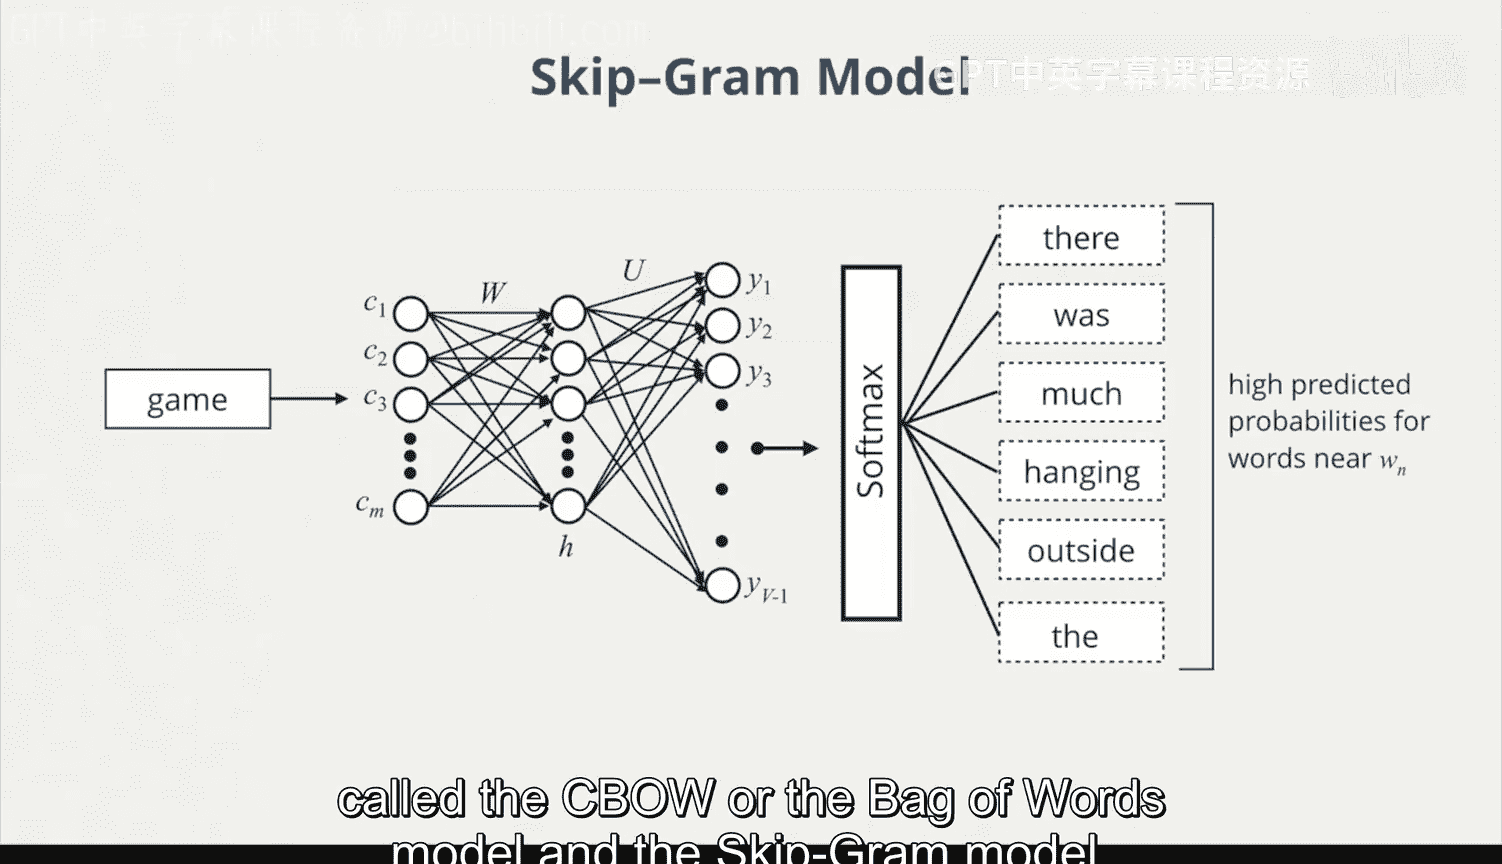 GPT中英字幕课程资源
Skip–Gram Model
game
c1
c2
c3
cm
W
h
U
y1
y2
y3
yV-1
Softmax
there
was
much
hanging
outside
the
high predicted
probabilities for
words near wn
called the CBOW or the Bag of Words
model and the Skip-Gram model